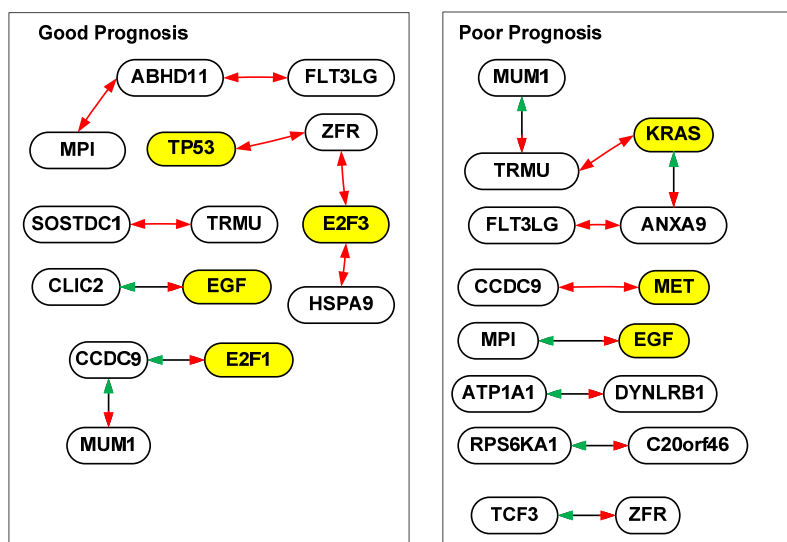 Good Prognosis
ABHD11
FLT3LG
MPI
TP53
ZFR
SOSTDC1
TRMU
E2F3
CLIC2
EGF
HSPA9
CCDC9
E2F1
MUM1
Poor Prognosis
MUM1
KRAS
TRMU
FLT3LG
ANXA9
CCDC9
MET
MPI
EGF
ATP1A1
DYNLRB1
RPS6KA1
C20orf46
TCF3
ZFR